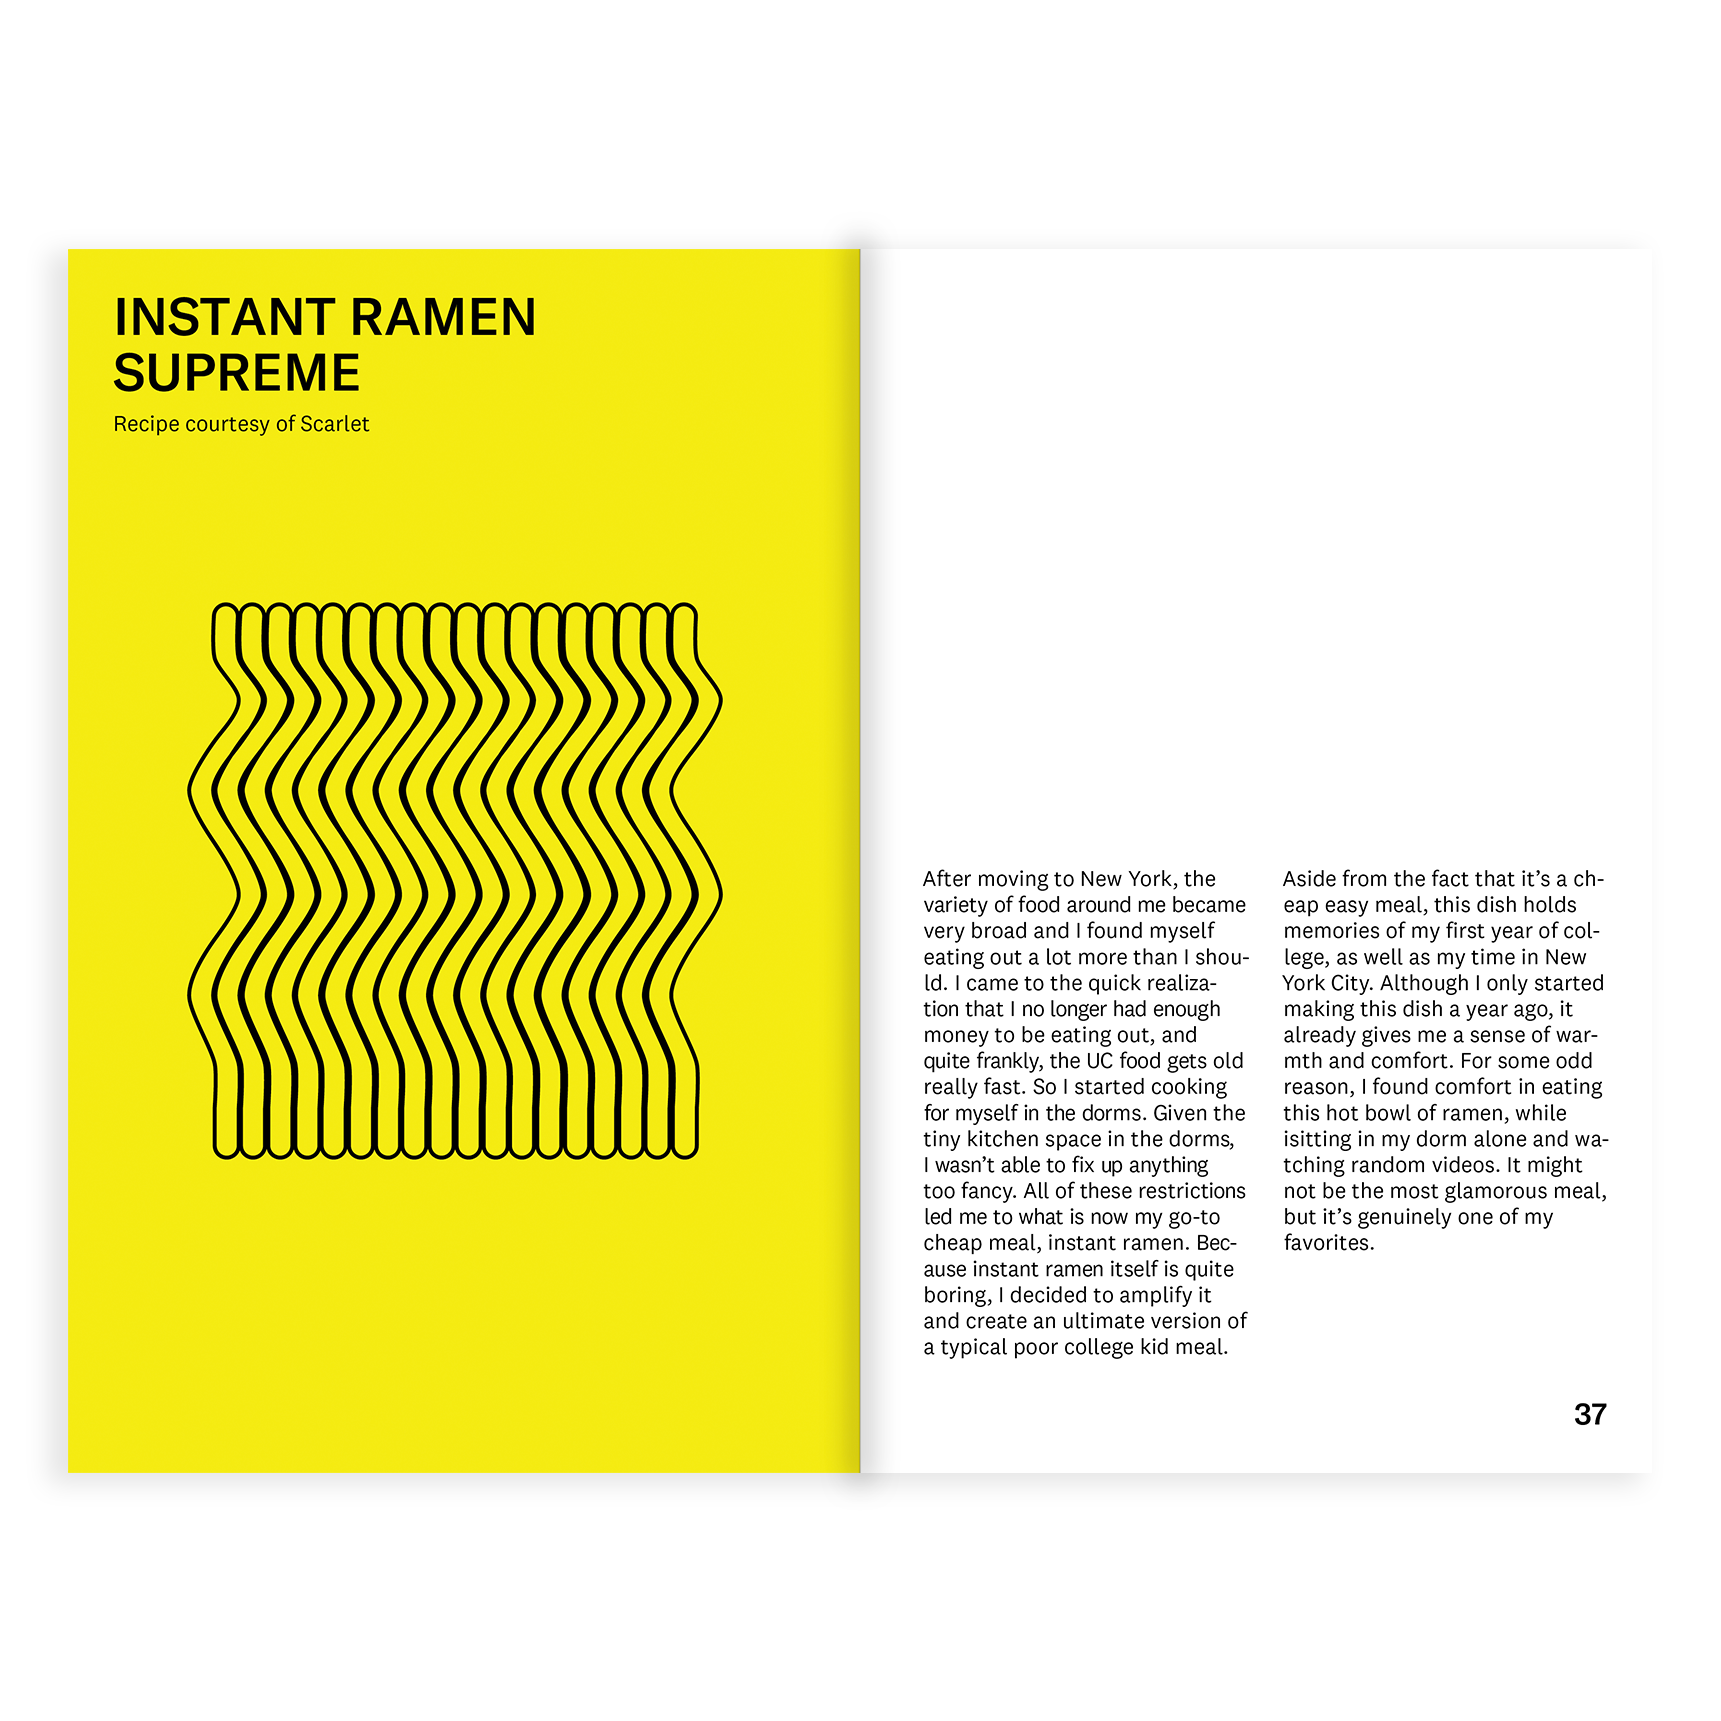 INSTANT RAMEN
SUPREME
Recipe courtesy of Scarlet
After moving to New York, the
variety of food around me became
very broad and I found myself
eating out a lot more than I shou-
ld. I came to the quick realiza-
tion that I no longer had enough
money to be eating out, and
quite frankly, the UC food gets old
really fast. So I started cooking
for myself in the dorms. Given the
tiny kitchen space in the dorms,
I wasn’t able to fix up anything
too fancy. All of these restrictions
led me to what is now my go-to
cheap meal, instant ramen. Bec-
ause instant ramen itself is quite
boring, I decided to amplify it
and create an ultimate version of
a typical poor college kid meal.
Aside from the fact that it’s a ch-
eap easy meal, this dish holds
memories of my first year of col-
lege, as well as my time in New
York City. Although I only started
making this dish a year ago, it
already gives me a sense of war-
mth and comfort. For some odd
reason, I found comfort in eating
this hot bowl of ramen, while
isitting in my dorm alone and wa-
tching random videos. It might
not be the most glamorous meal,
but it’s genuinely one of my
favorites.
37